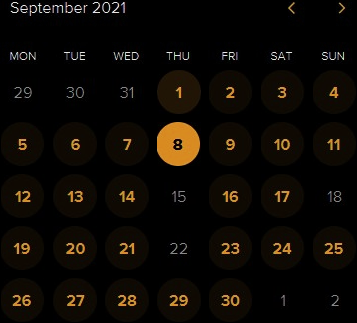 September 2021
MON TUE WED THU FRI SAT SUN
29 30 31 1 2 3 4
5 6 7 8 9 10 11
12 13 14 15 16 17 18
19 20 21 22 23 24 25
26 27 28 29 30 1 2